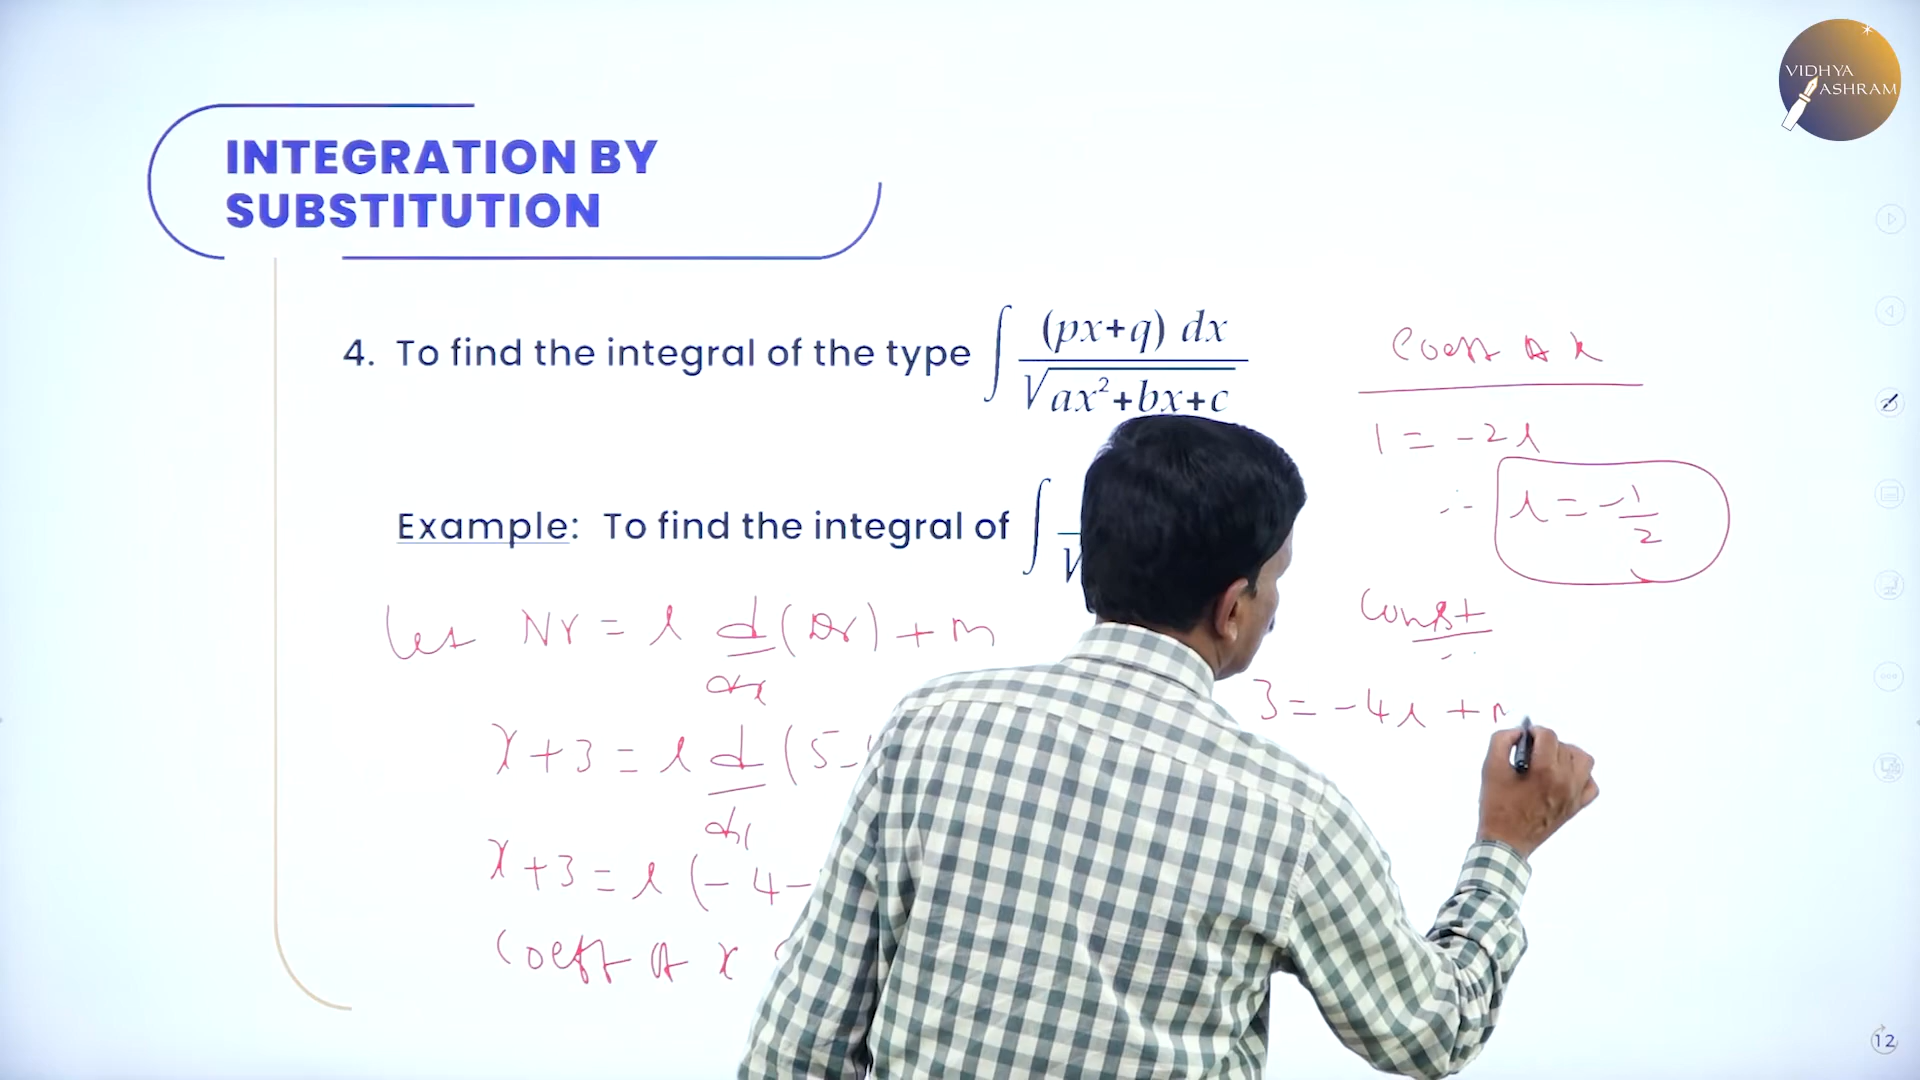 VIDHYA
ASHRAM
INTEGRATION BY
SUBSTITUTION
4. To find the integral of the type ∫ (px+q) dx / √ax²+bx+c
Example: To find the integral of ∫
Let Nr = l d/dx (Dr) + m
x+3 = l d/dx (5-
x+3 = l (-4-
Coeff of x
Coeff of x
1 = -2l
∴ l = -1/2
Const
3 = -4l + m
12